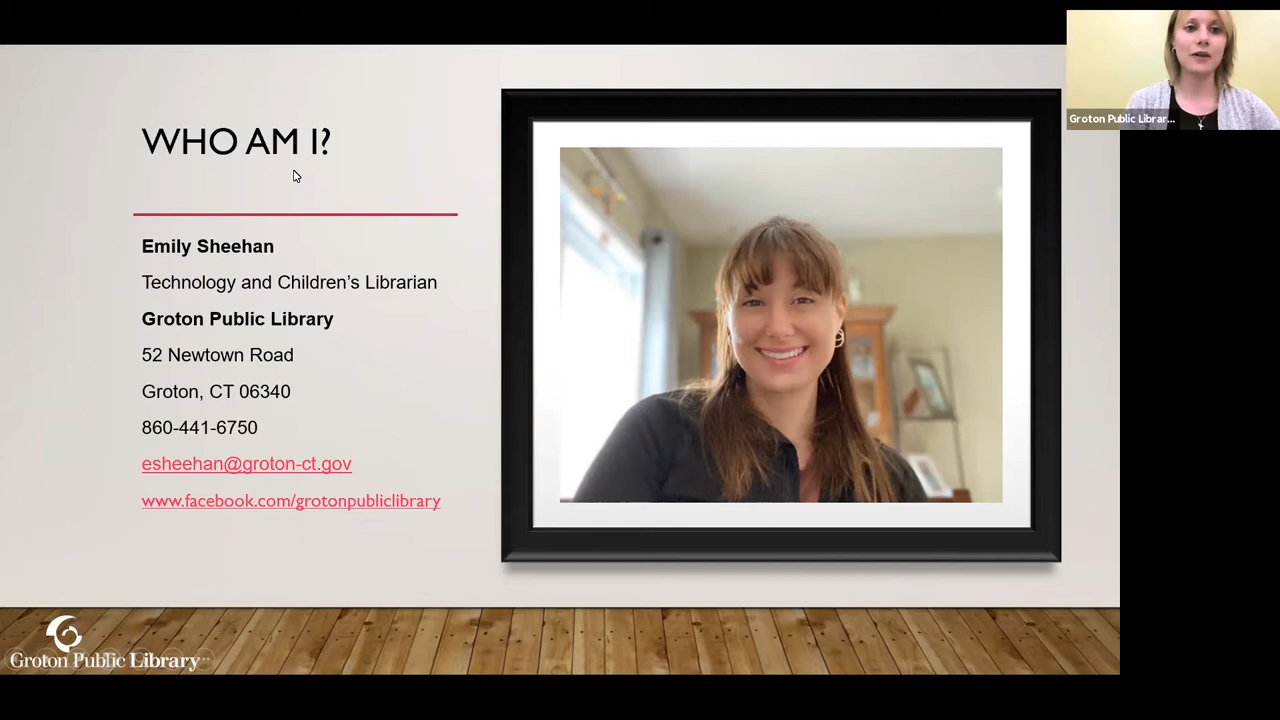 WHO AM I?
Emily Sheehan
Technology and Children’s Librarian
Groton Public Library
52 Newtown Road
Groton, CT 06340
860-441-6750
esheehan@groton-ct.gov
www.facebook.com/grotonpubliclibrary
Groton Public Library
Groton Public Librar...